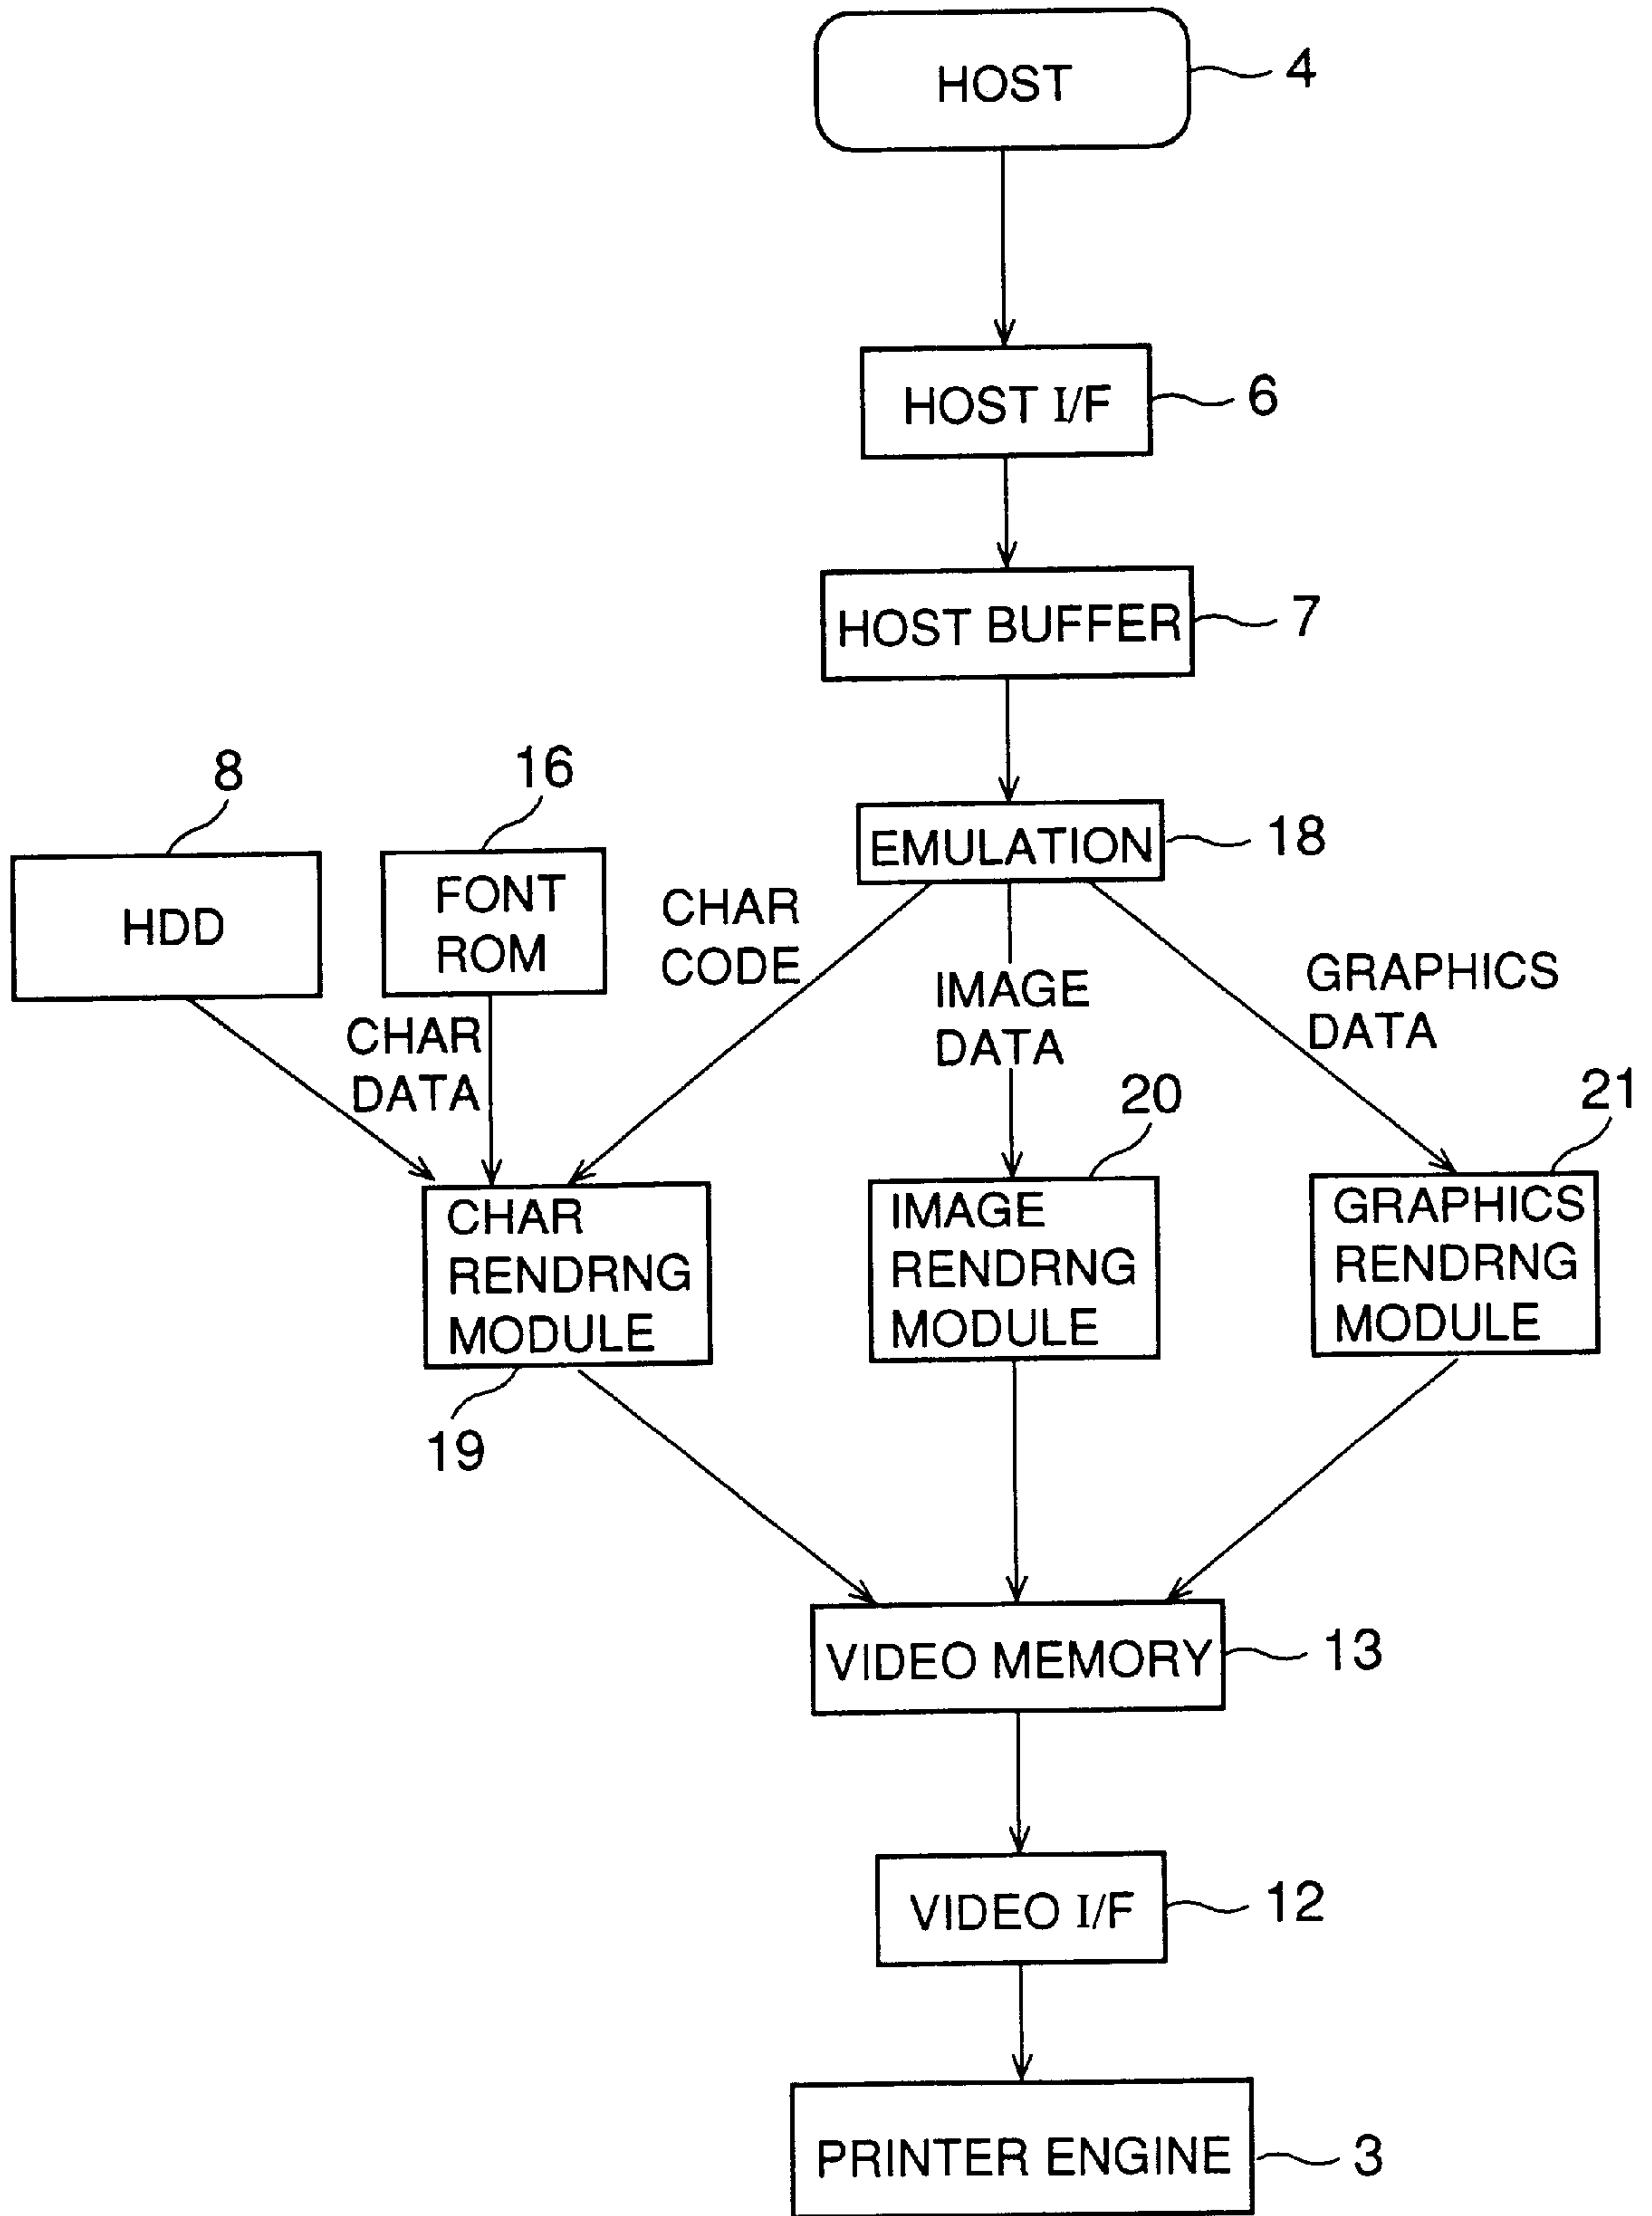 HOST
4
HOST I/F
6
HOST BUFFER
7
8
16
EMULATION
18
HDD
FONT
ROM
CHAR
CODE
IMAGE
DATA
GRAPHICS
DATA
CHAR
DATA
20
21
CHAR
RENDRNG
MODULE
IMAGE
RENDRNG
MODULE
GRAPHICS
RENDRNG
MODULE
19
VIDEO MEMORY
13
VIDEO I/F
12
PRINTER ENGINE
3